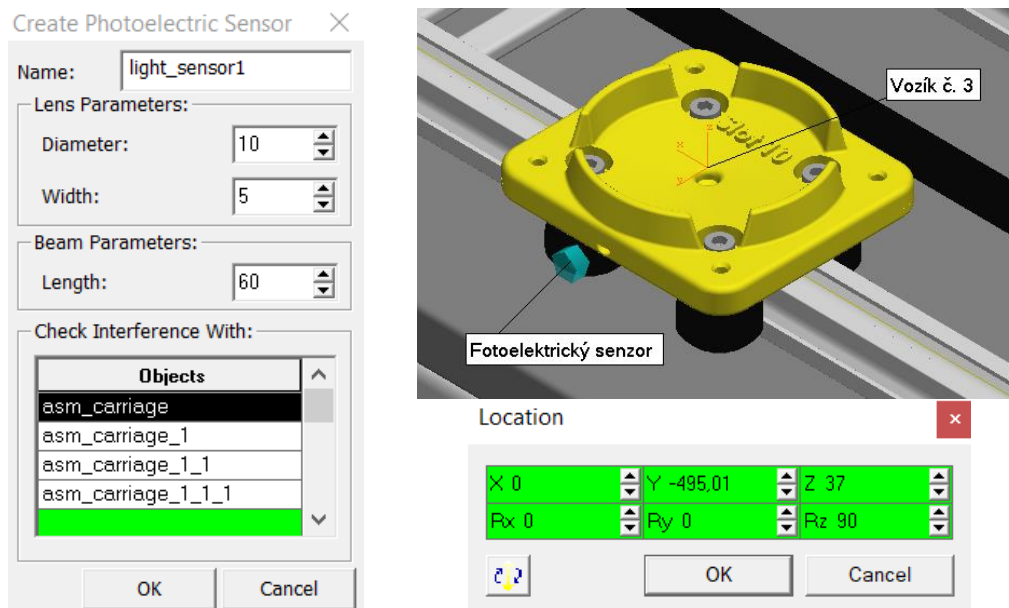 Create Photoelectric Sensor
Name: light_sensor1
Lens Parameters:
Diameter: 10
Width: 5
Beam Parameters:
Length: 60
Check Interference With:
Objects
asm_carriage
asm_carriage_1
asm_carriage_1_1
asm_carriage_1_1_1
OK Cancel
Vozík č. 3
z
x
y
Fotoelektrický senzor
Location
X 0 Y -495,01 Z 37
Rx 0 Ry 0 Rz 90
OK Cancel